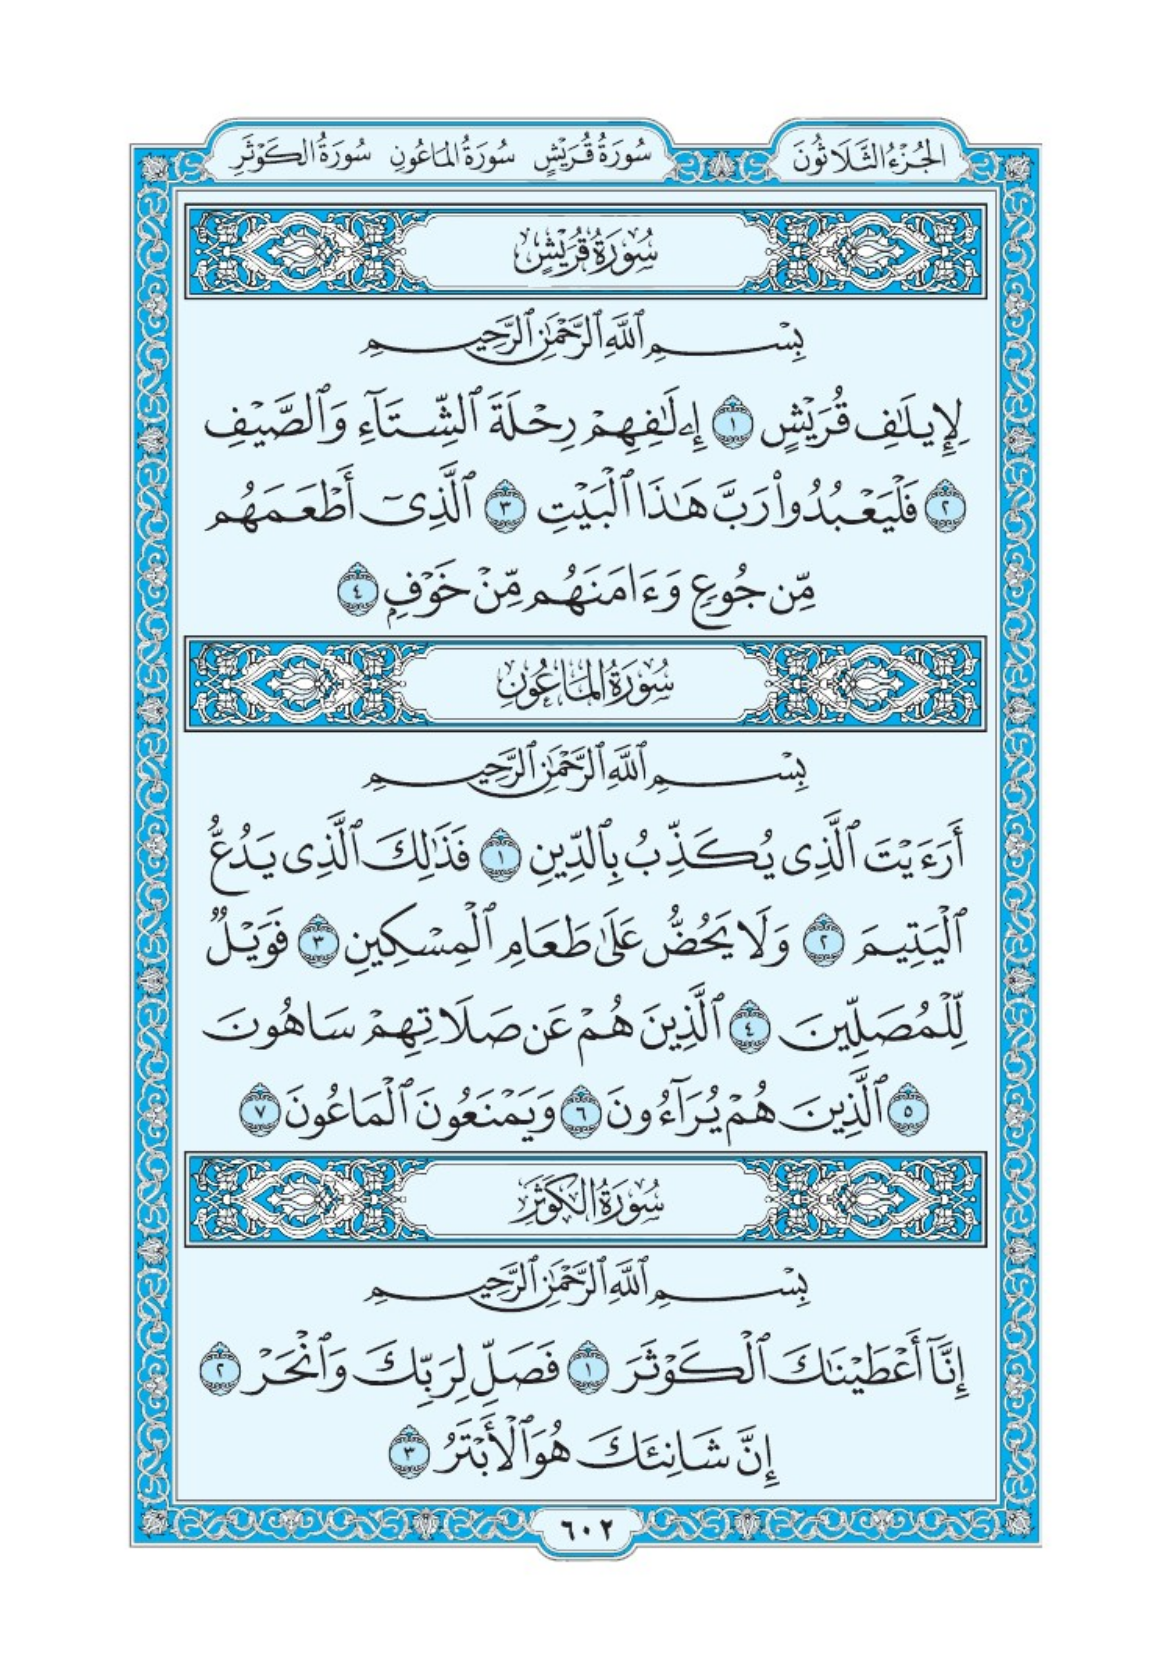 الجُزْءُ الثَّلَاثُونَ سُورَةُ قُرَيْشٍ سُورَةُ المَاعُونِ سُورَةُ الكَوْثَرِ
سُورَةُ قُرَيْشٍ
بِسْمِ ٱللَّهِ ٱلرَّحْمَٰنِ ٱلرَّحِيمِ
لِإِيلَٰفِ قُرَيْشٍ ١ إِۦلَٰفِهِمْ رِحْلَةَ ٱلشِّتَآءِ وَٱلصَّيْفِ
٢ فَلْيَعْبُدُوا۟ رَبَّ هَٰذَا ٱلْبَيْتِ ٣ ٱلَّذِىٓ أَطْعَمَهُم
مِّن جُوعٍ وَءَامَنَهُم مِّنْ خَوْفٍۭ ٤
سُورَةُ المَاعُونِ
بِسْمِ ٱللَّهِ ٱلرَّحْمَٰنِ ٱلرَّحِيمِ
أَرَءَيْتَ ٱلَّذِى يُكَذِّبُ بِٱلدِّينِ ١ فَذَٰلِكَ ٱلَّذِى يَدُعُّ
ٱلْيَتِيمَ ٢ وَلَا يَحُضُّ عَلَىٰ طَعَامِ ٱلْمِسْكِينِ ٣ فَوَيْلٌ
لِّلْمُصَلِّينَ ٤ ٱلَّذِينَ هُمْ عَن صَلَاتِهِمْ سَاهُونَ
٥ ٱلَّذِينَ هُمْ يُرَآءُونَ ٦ وَيَمْنَعُونَ ٱلْمَاعُونَ ٧
سُورَةُ الكَوْثَرِ
بِسْمِ ٱللَّهِ ٱلرَّحْمَٰنِ ٱلرَّحِيمِ
إِنَّآ أَعْطَيْنَٰكَ ٱلْكَوْثَرَ ١ فَصَلِّ لِرَبِّكَ وَٱنْحَرْ ٢
إِنَّ شَانِئَكَ هُوَ ٱلْأَبْتَرُ ٣
٦٠٢